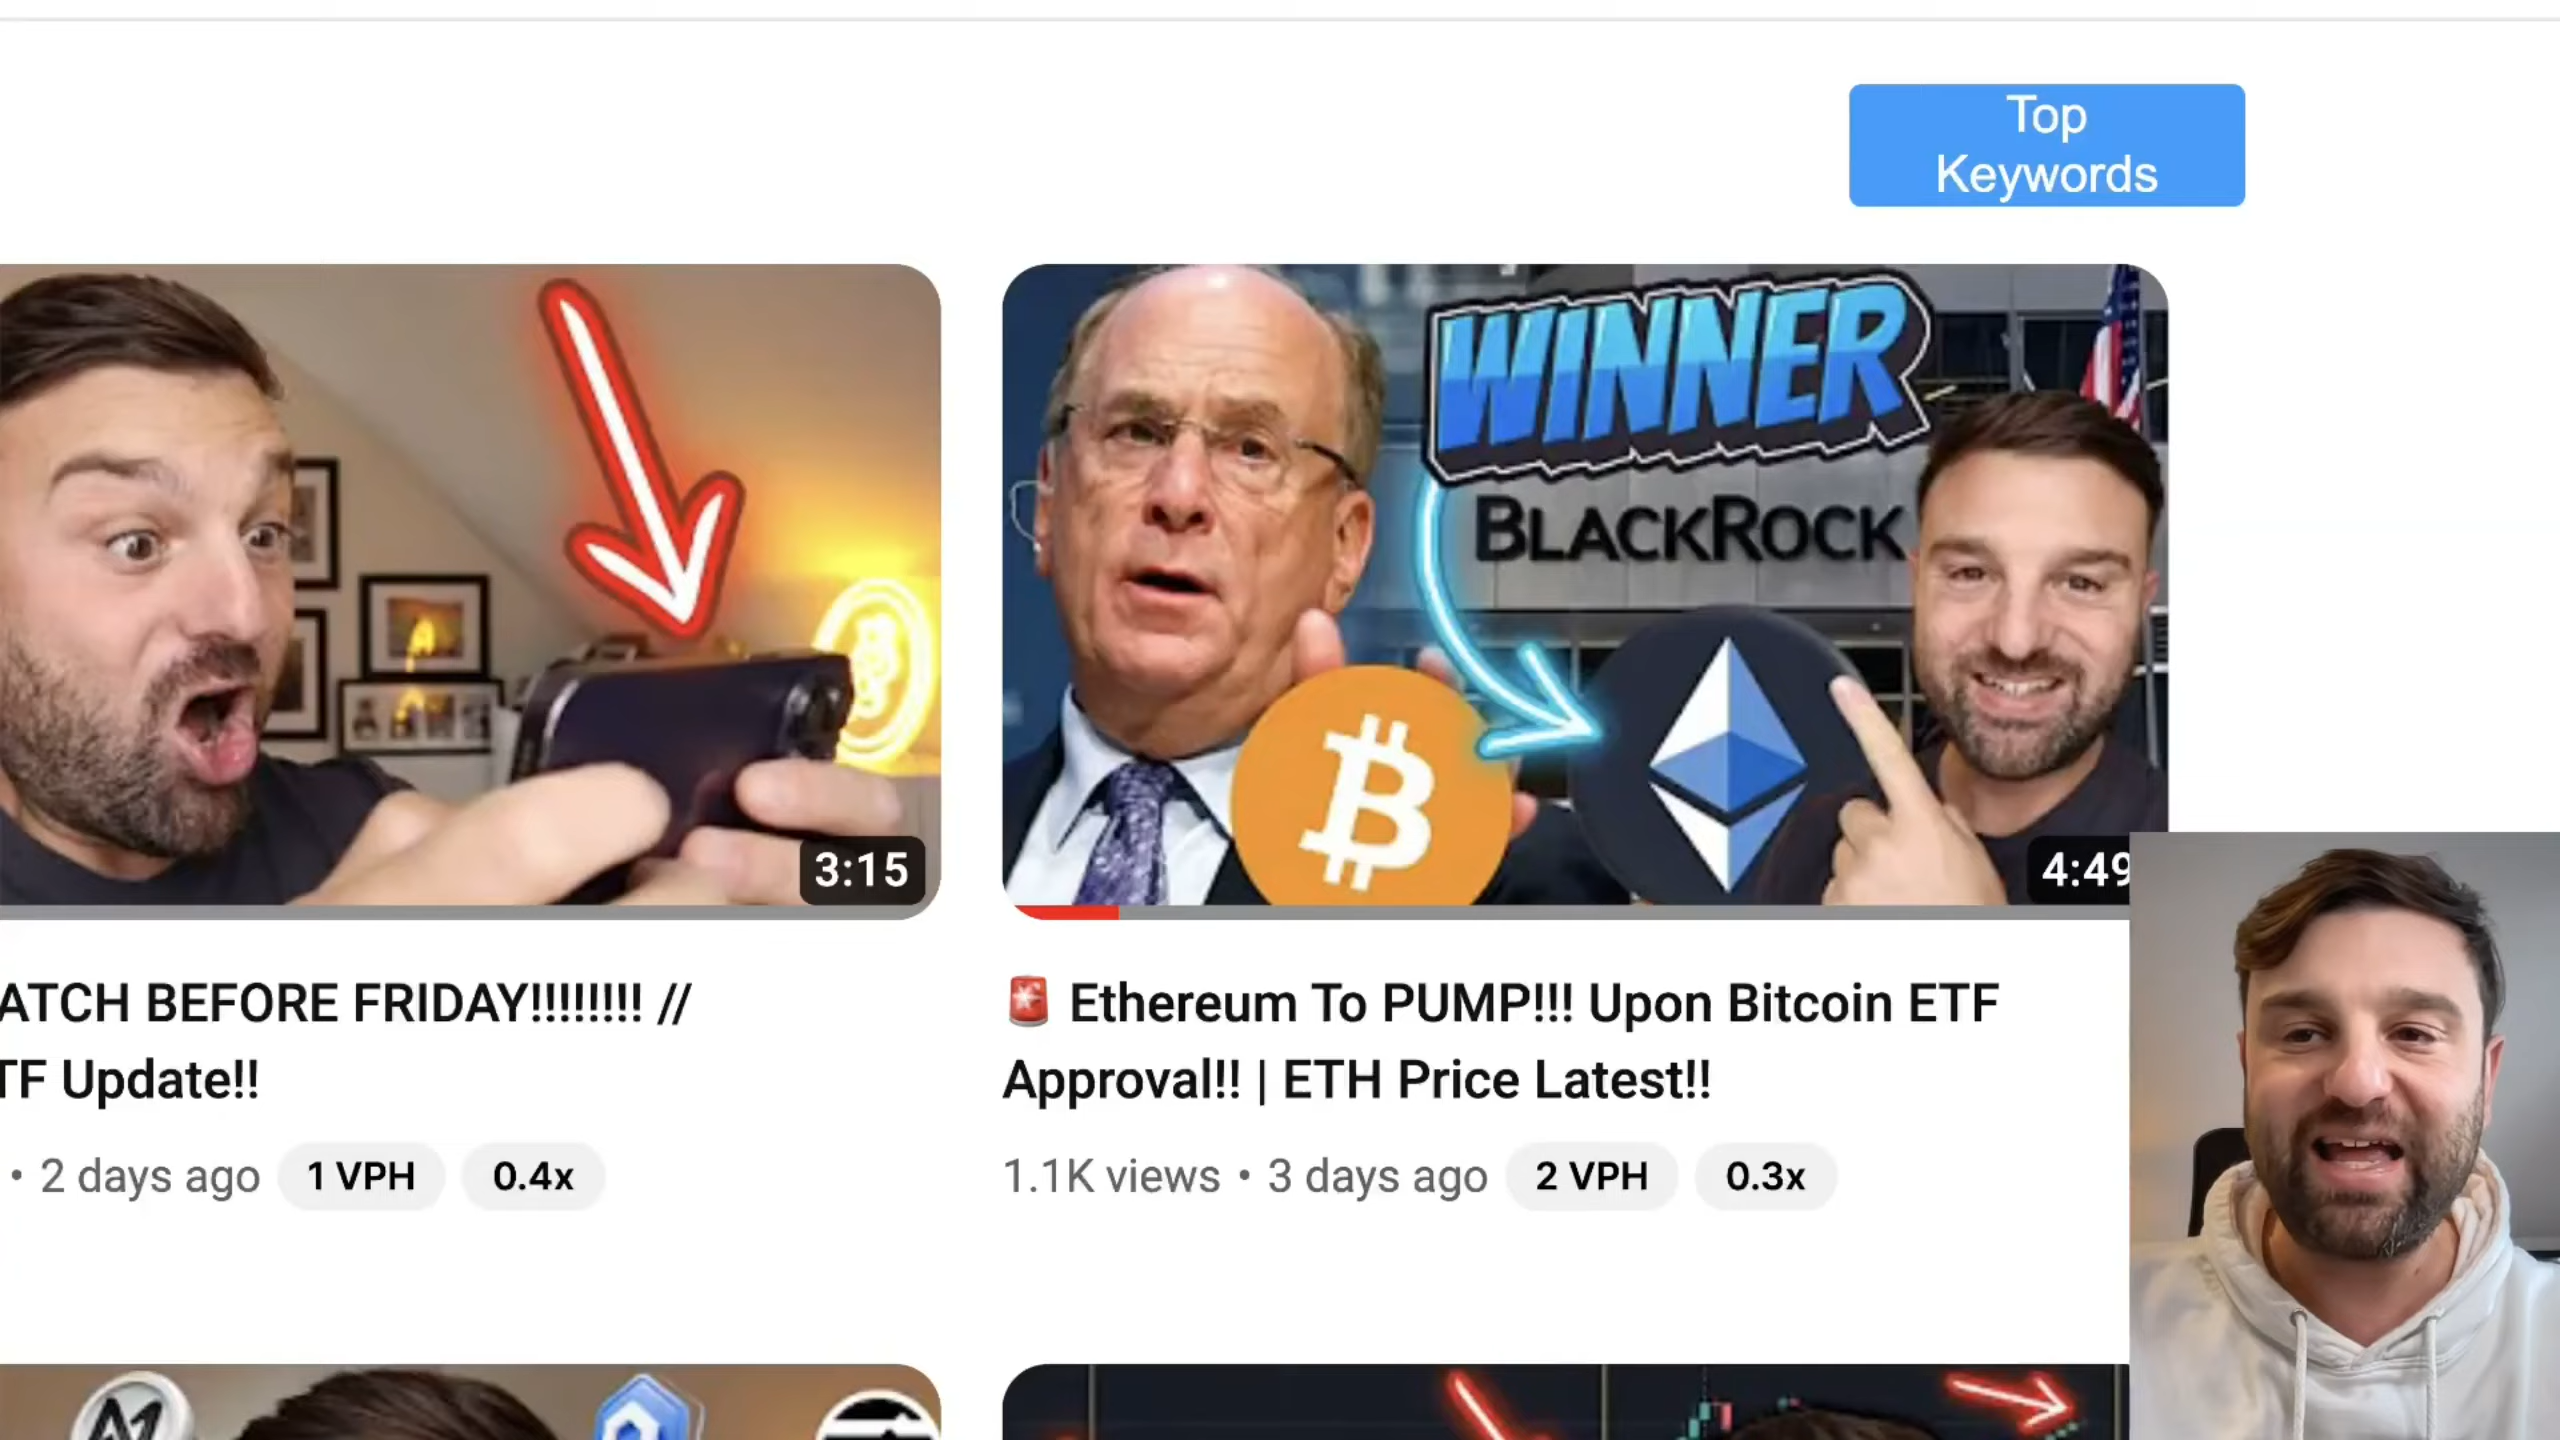 Top
Keywords
WINNER
BLACKROCK
3:15
4:49
ATCH BEFORE FRIDAY!!!!!!!!! //
TF Update!!
🚨 Ethereum To PUMP!!! Upon Bitcoin ETF
Approval!! | ETH Price Latest!!
• 2 days ago 1 VPH 0.4x
1.1K views • 3 days ago 2 VPH 0.3x